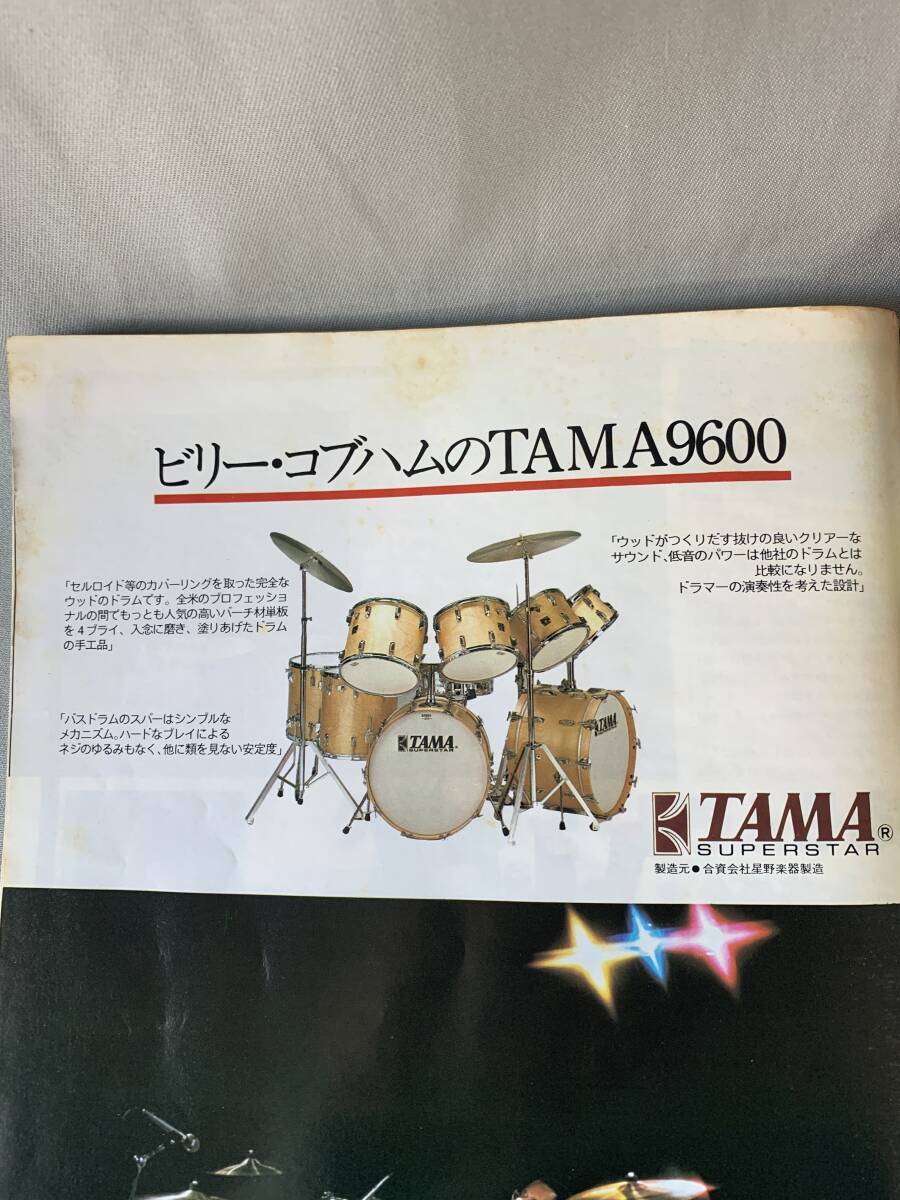 ビリー・コブハムのTAMA9600
「セルロイド等のカバーリングを取った完全な
ウッドのドラムです。全米のプロフェッショ
ナルの間でもっとも人気の高いバーチ材単板
を4プライ、入念に磨き、塗りあげたドラム
の手工品」
「ウッドがつくりだす抜けの良いクリアーな
サウンド、低音のパワーは他社のドラムとは
比較になりません。
ドラマーの演奏性を考えた設計」
「バスドラムのスパーはシンプルな
メカニズム。ハードなプレイによる
ネジのゆるみもなく、他に類を見ない安定度」
TAMA
SUPERSTAR
TAMA
TAMA®
SUPERSTAR
製造元●合資会社星野楽器製造